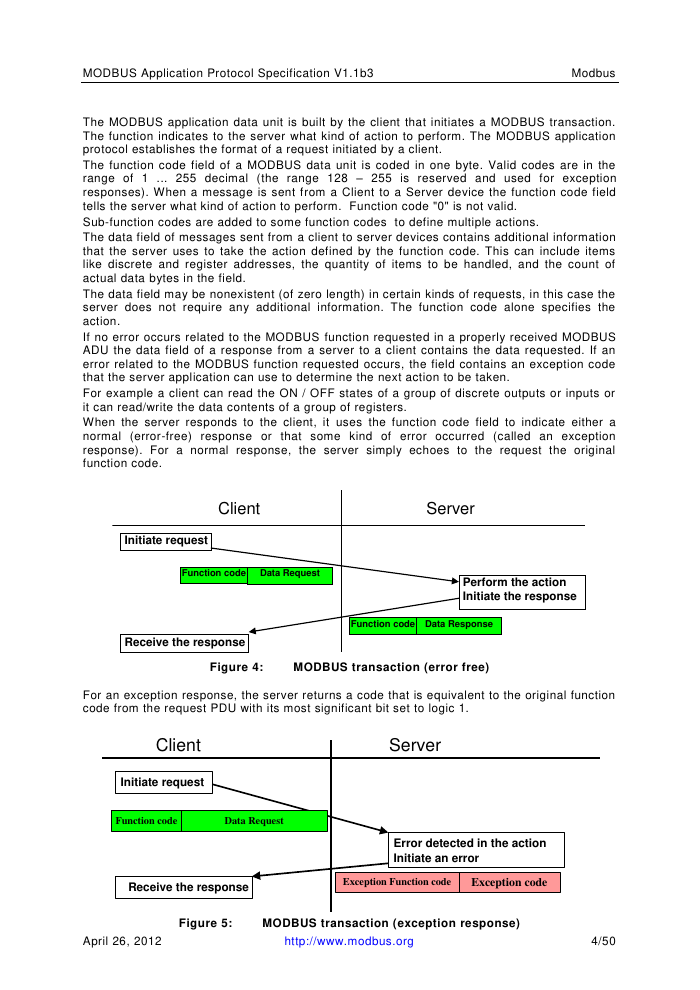 MODBUS Application Protocol Specification V1.1b3 Modbus
The MODBUS application data unit is built by the client that initiates a MODBUS transaction.
The function indicates to the server what kind of action to perform. The MODBUS application
protocol establishes the format of a request initiated by a client.
The function code field of a MODBUS data unit is coded in one byte. Valid codes are in the
range of 1 ... 255 decimal (the range 128 – 255 is reserved and used for exception
responses). When a message is sent from a Client to a Server device the function code field
tells the server what kind of action to perform. Function code "0" is not valid.
Sub-function codes are added to some function codes to define multiple actions.
The data field of messages sent from a client to server devices contains additional information
that the server uses to take the action defined by the function code. This can include items
like discrete and register addresses, the quantity of items to be handled, and the count of
actual data bytes in the field.
The data field may be nonexistent (of zero length) in certain kinds of requests, in this case the
server does not require any additional information. The function code alone specifies the
action.
If no error occurs related to the MODBUS function requested in a properly received MODBUS
ADU the data field of a response from a server to a client contains the data requested. If an
error related to the MODBUS function requested occurs, the field contains an exception code
that the server application can use to determine the next action to be taken.
For example a client can read the ON / OFF states of a group of discrete outputs or inputs or
it can read/write the data contents of a group of registers.
When the server responds to the client, it uses the function code field to indicate either a
normal (error-free) response or that some kind of error occurred (called an exception
response). For a normal response, the server simply echoes to the request the original
function code.
Client Server
Initiate request
Function code Data Request
Perform the action
Initiate the response
Function code Data Response
Receive the response
Figure 4: MODBUS transaction (error free)
For an exception response, the server returns a code that is equivalent to the original function
code from the request PDU with its most significant bit set to logic 1.
Client Server
Initiate request
Function code Data Request
Error detected in the action
Initiate an error
Exception Function code Exception code
Receive the response
Figure 5: MODBUS transaction (exception response)
April 26, 2012 http://www.modbus.org 4/50